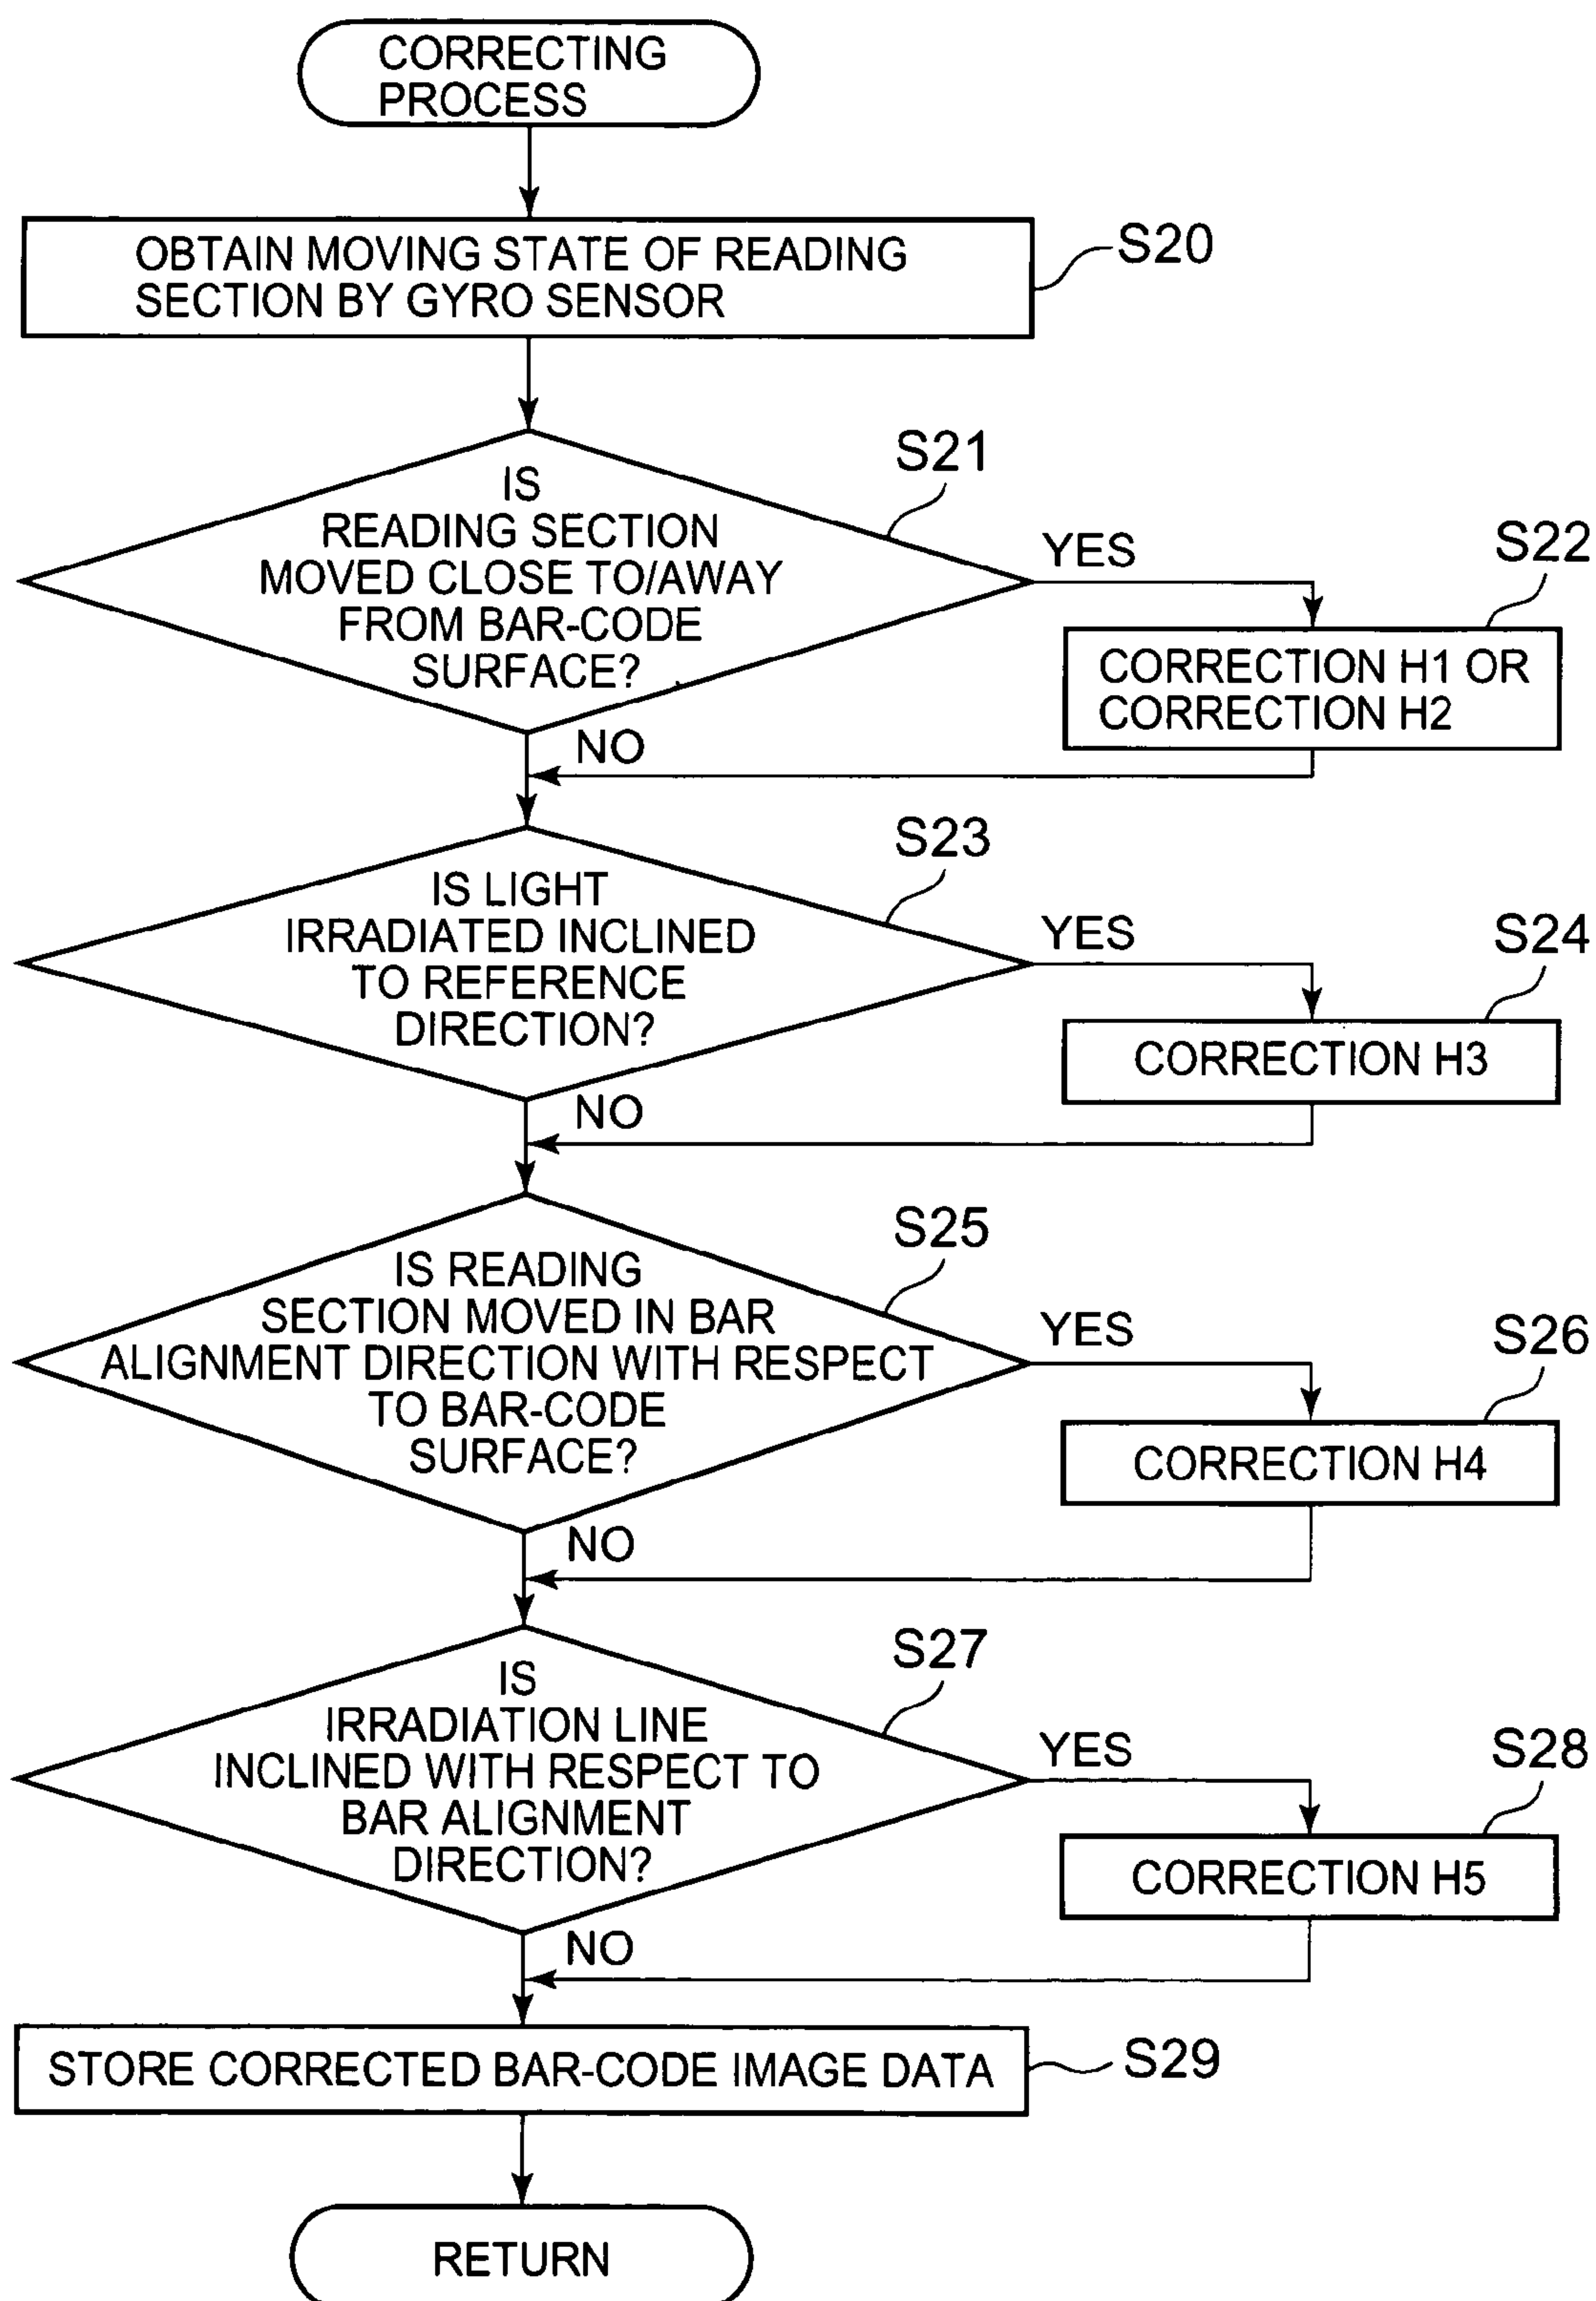 CORRECTING
PROCESS
OBTAIN MOVING STATE OF READING
SECTION BY GYRO SENSOR
S20
IS
READING SECTION
MOVED CLOSE TO/AWAY
FROM BAR-CODE
SURFACE?
S21
YES
S22
CORRECTION H1 OR
CORRECTION H2
NO
IS LIGHT
IRRADIATED INCLINED
TO REFERENCE
DIRECTION?
S23
YES
S24
CORRECTION H3
NO
IS READING
SECTION MOVED IN BAR
ALIGNMENT DIRECTION WITH RESPECT
TO BAR-CODE
SURFACE?
S25
YES
S26
CORRECTION H4
NO
IS
IRRADIATION LINE
INCLINED WITH RESPECT TO
BAR ALIGNMENT
DIRECTION?
S27
YES
S28
CORRECTION H5
NO
STORE CORRECTED BAR-CODE IMAGE DATA
S29
RETURN